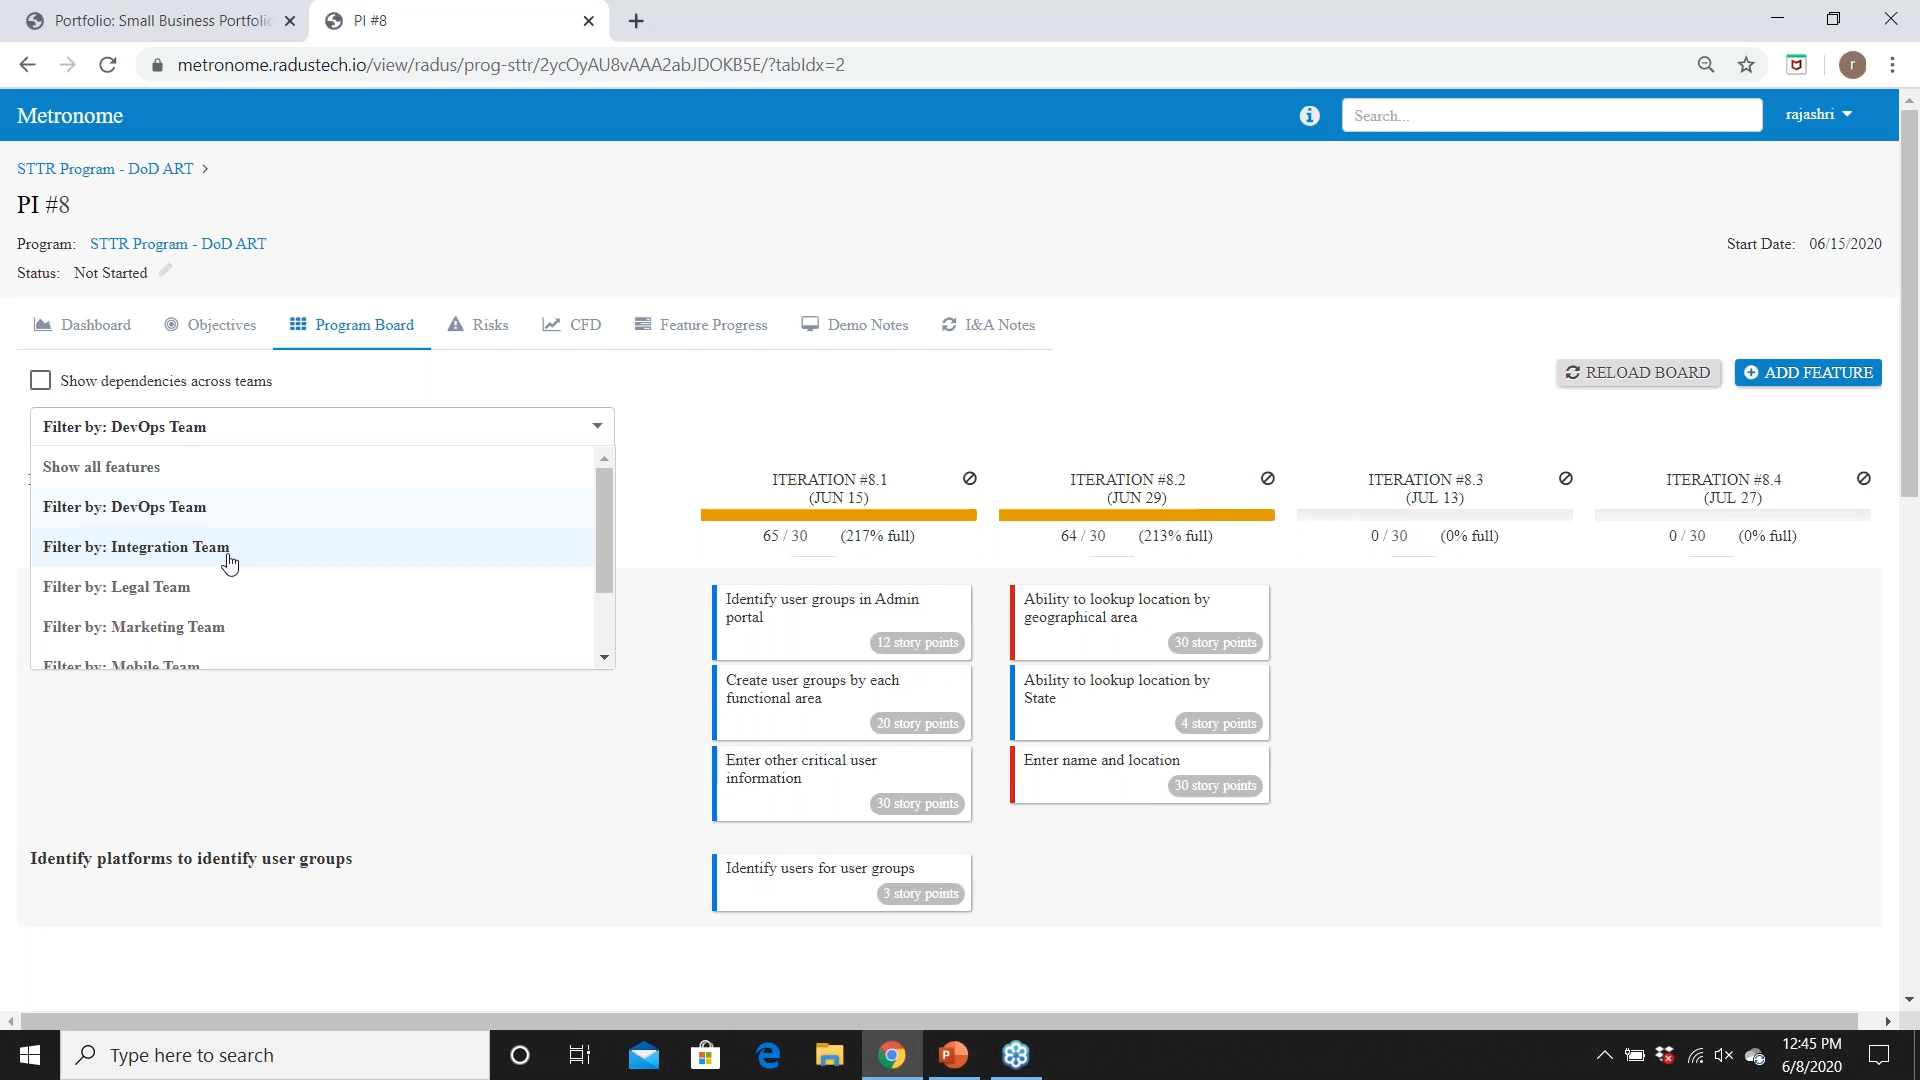 Portfolio: Small Business Portfolio
PI #8
metronome.radustech.io/view/radus/prog-sttr/2ycOyAU8vAAA2abJDOKB5E/?tabIdx=2
r
Metronome
Search...
rajashri
STTR Program - DoD ART >
PI #8
Program: STTR Program - DoD ART
Start Date: 06/15/2020
Status: Not Started
Dashboard
Objectives
Program Board
Risks
CFD
Feature Progress
Demo Notes
I&A Notes
Show dependencies across teams
RELOAD BOARD
ADD FEATURE
Filter by: DevOps Team
Show all features
Filter by: DevOps Team
Filter by: Integration Team
Filter by: Legal Team
Filter by: Marketing Team
Filter by: Mobile Team
ITERATION #8.1
(JUN 15)
65 / 30 (217% full)
ITERATION #8.2
(JUN 29)
64 / 30 (213% full)
ITERATION #8.3
(JUL 13)
0 / 30 (0% full)
ITERATION #8.4
(JUL 27)
0 / 30 (0% full)
Identify user groups in Admin
portal
12 story points
Create user groups by each
functional area
20 story points
Enter other critical user
information
30 story points
Ability to lookup location by
geographical area
30 story points
Ability to lookup location by
State
4 story points
Enter name and location
30 story points
Identify platforms to identify user groups
Identify users for user groups
3 story points
Type here to search
12:45 PM
6/8/2020